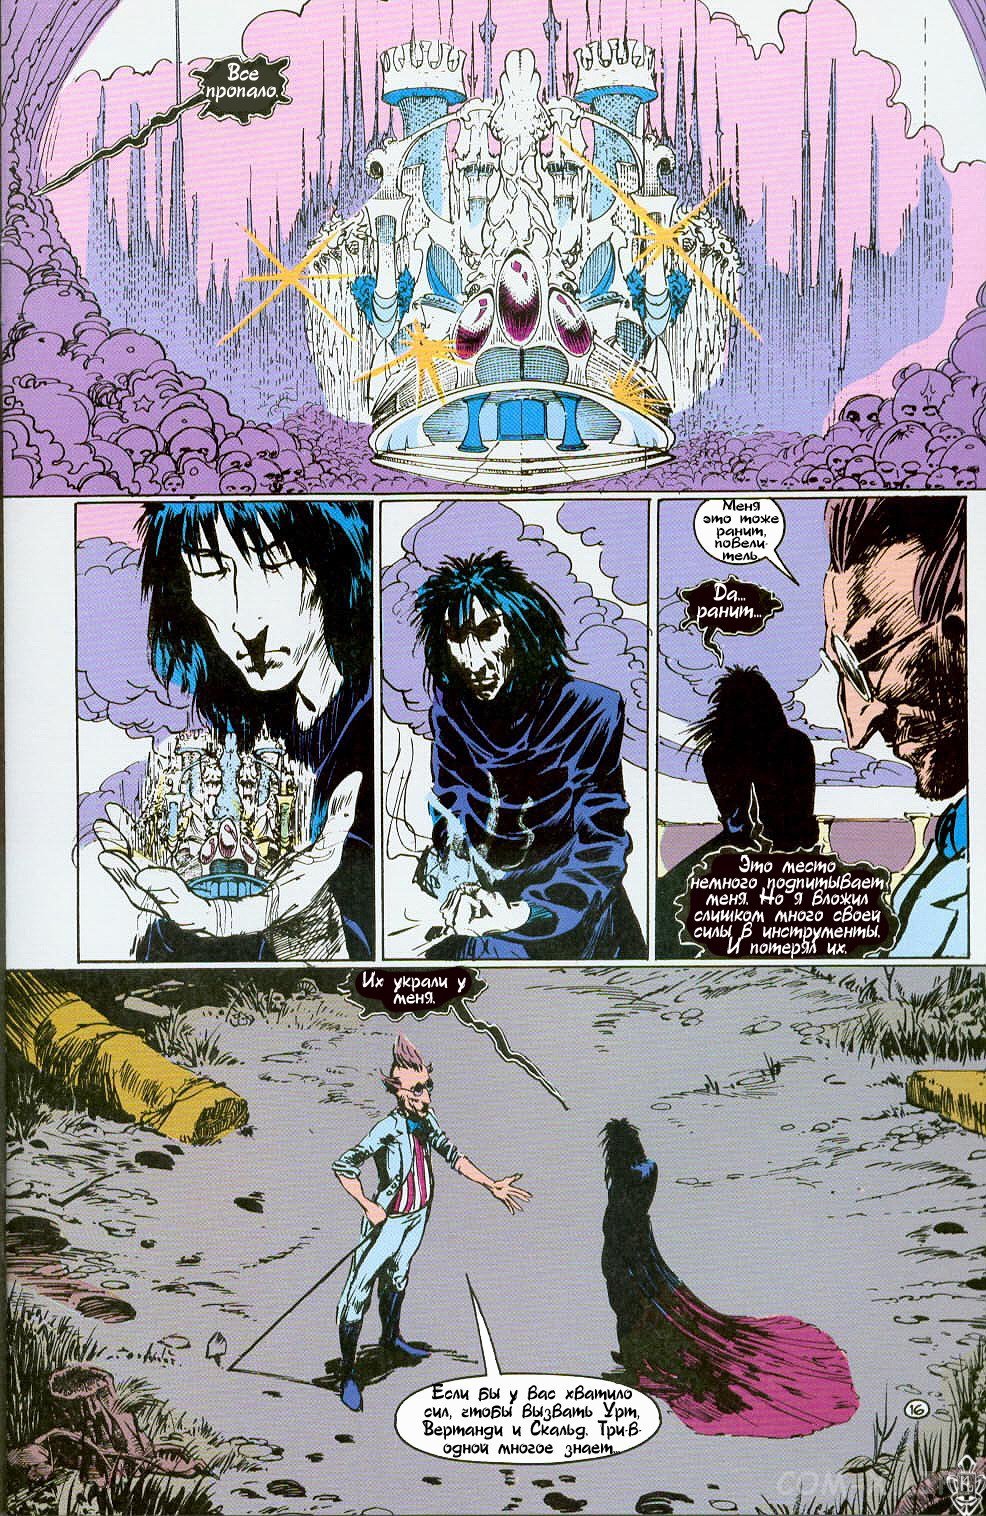 Все
пропало.
Меня
это тоже
ранит,
повели-
тель.
Да...
ранит...
Это место
немного подпитывает
меня. Но я вложил
слишком много своей
силы в инструменты.
И потерял их.
Их украли у
меня.
Если бы у вас хватило
сил, чтобы вызвать Урт,
Вертанди и Скальд. Три-в-
одной многое знает...
16